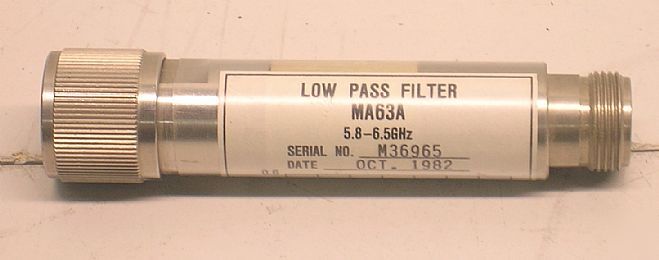 LOW PASS FILTER
MA63A
5.8-6.5GHz
SERIAL NO. M36965
DATE OCT. 1982